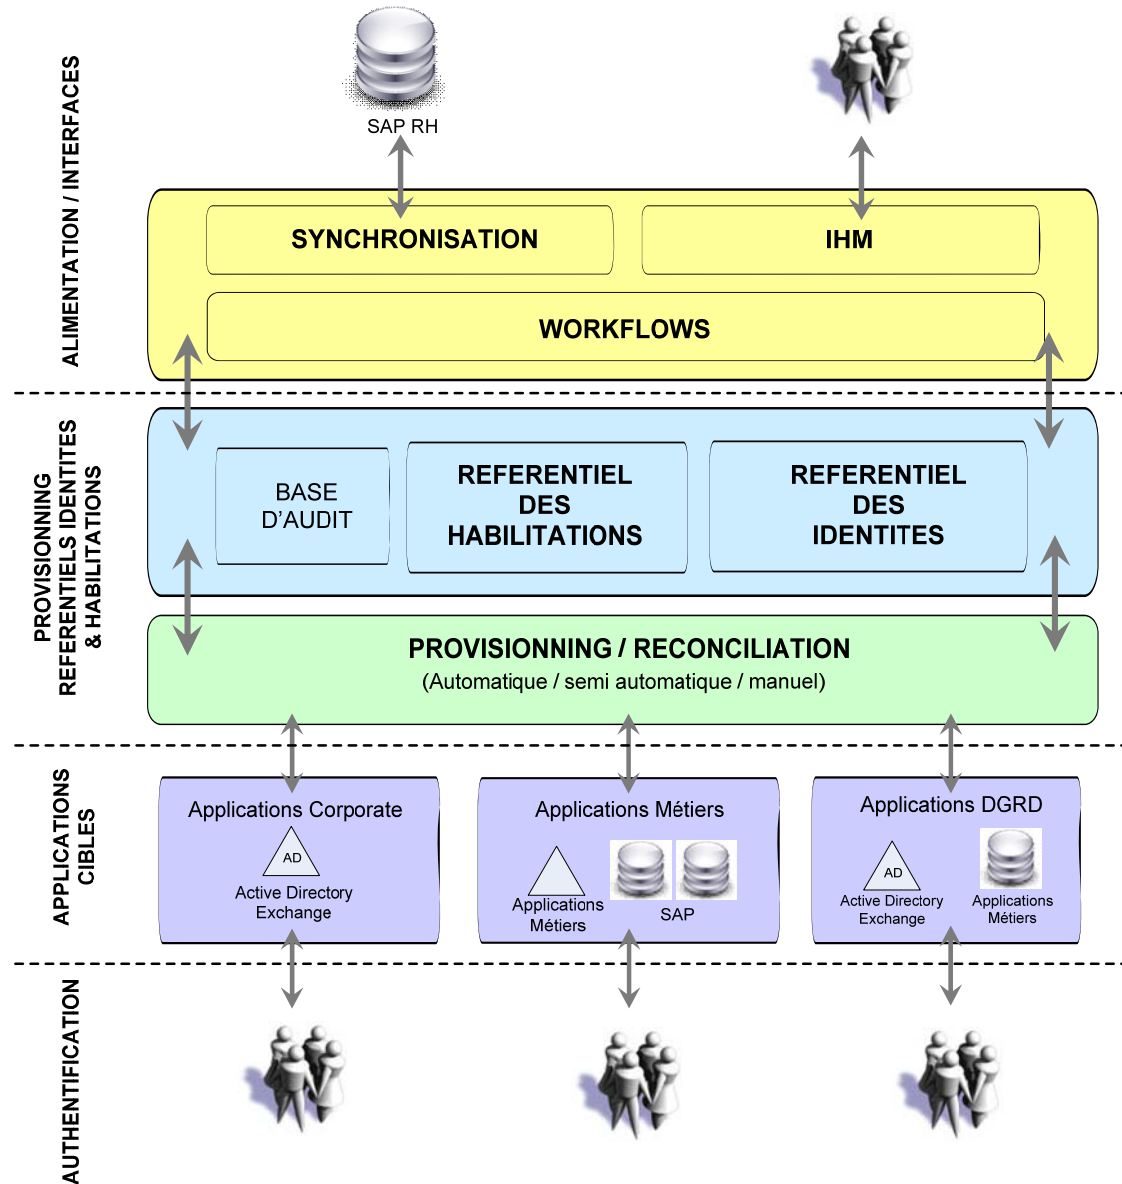 ALIMENTATION / INTERFACES
SAP RH
SYNCHRONISATION
IHM
WORKFLOWS
PROVISIONNING
REFERENTIELS IDENTITES
& HABILITATIONS
BASE
D'AUDIT
REFERENTIEL
DES
HABILITATIONS
REFERENTIEL
DES
IDENTITES
PROVISIONNING / RECONCILIATION
(Automatique / semi automatique / manuel)
APPLICATIONS
CIBLES
Applications Corporate
AD
Active Directory
Exchange
Applications Métiers
Applications
Métiers
SAP
Applications DGRD
AD
Active Directory
Exchange
Applications
Métiers
AUTHENTIFICATION